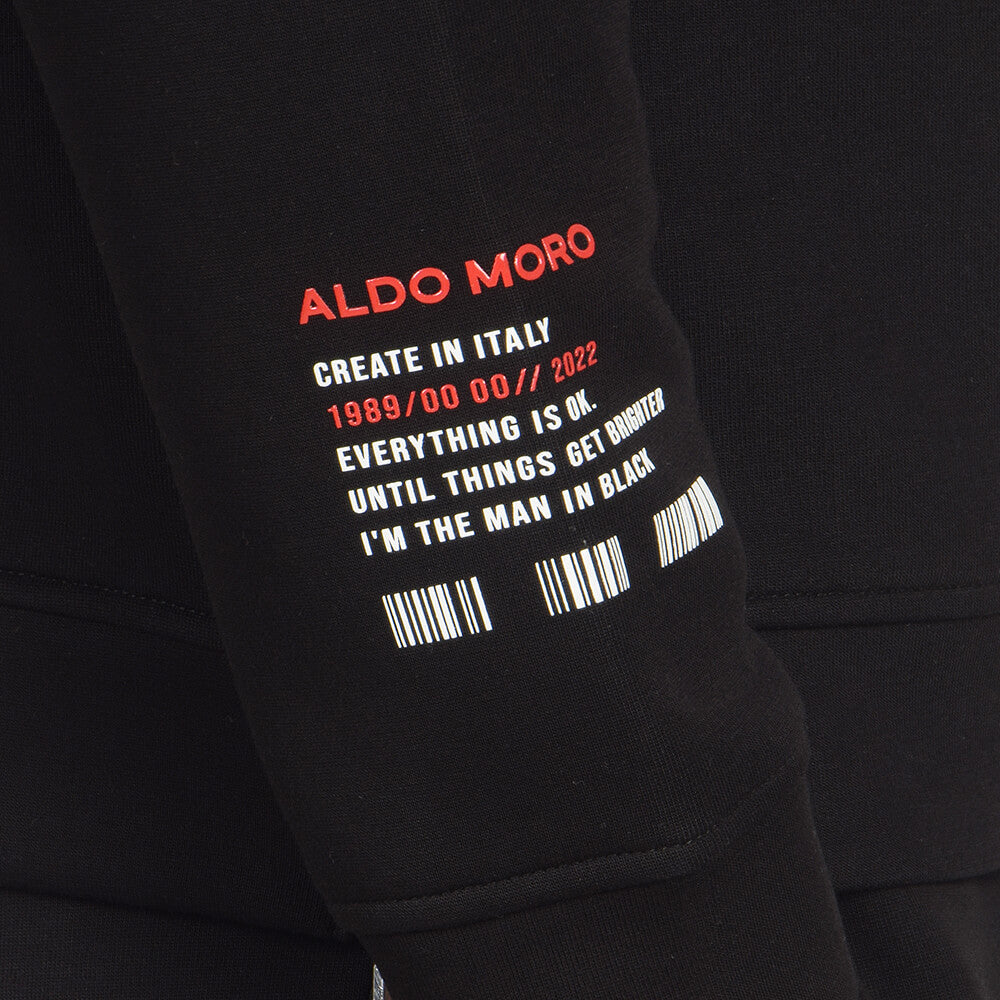 ALDO MORO
CREATE IN ITALY
1989/00 00// 2022
EVERYTHING IS OK.
UNTIL THINGS GET BRIGHTER
I'M THE MAN IN BLACK